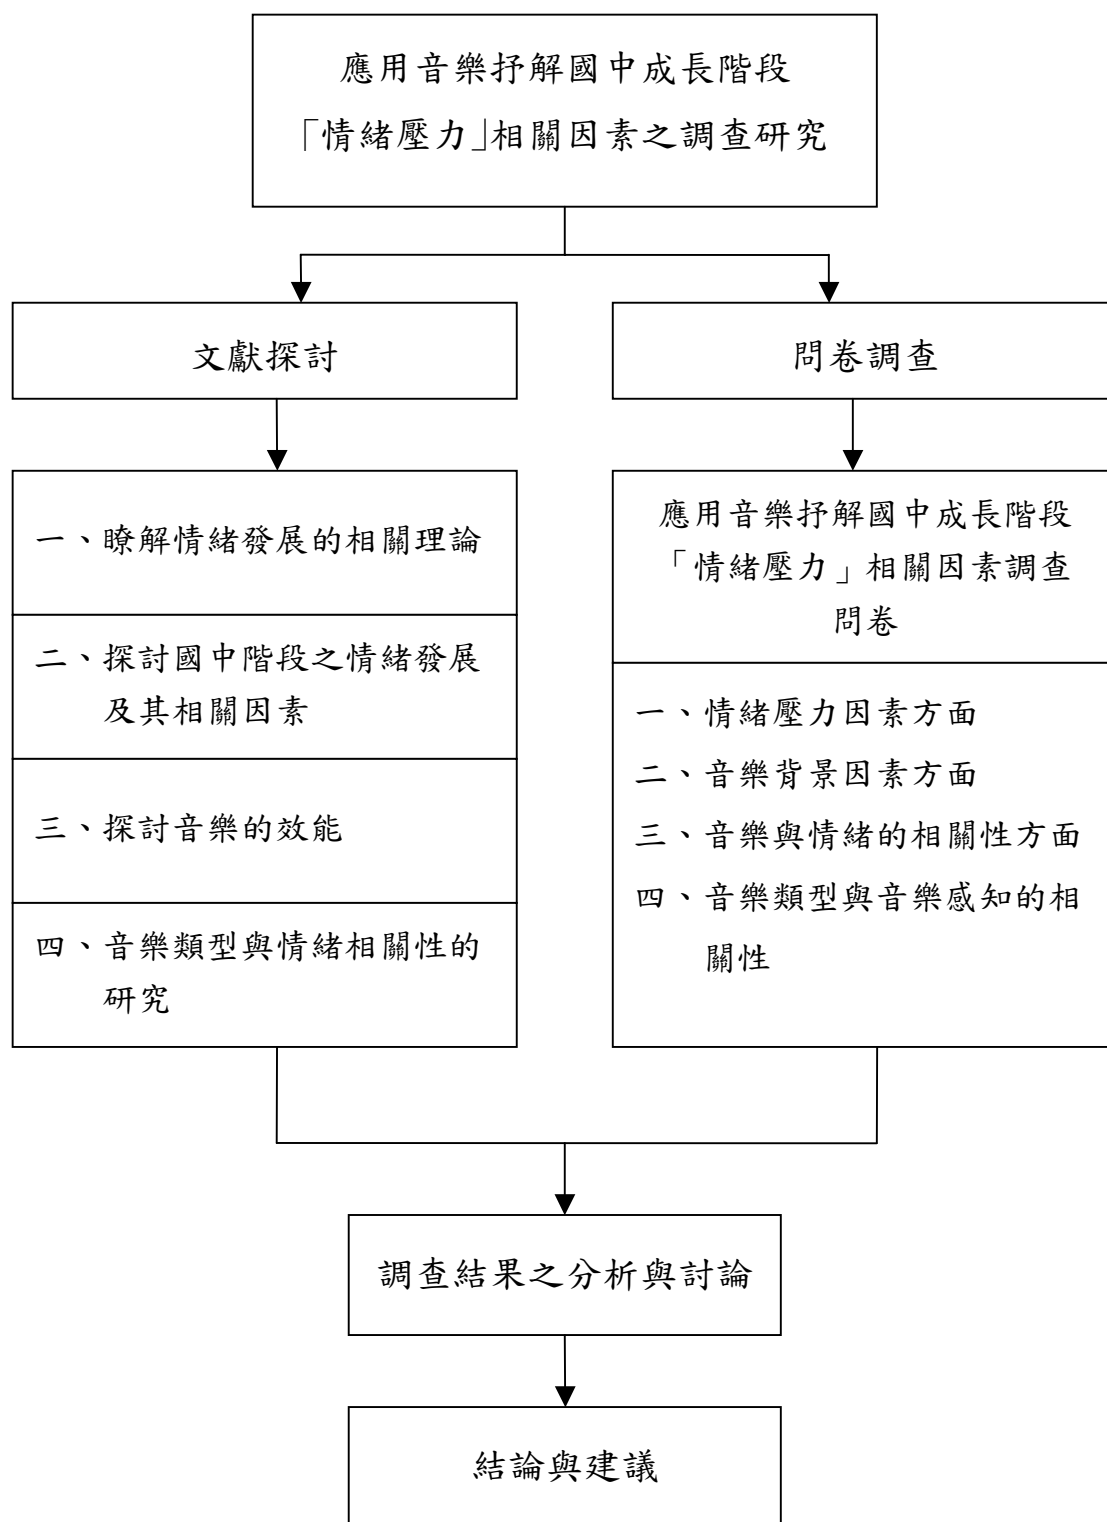 應用音樂抒解國中成長階段
「情緒壓力」相關因素之調查研究
文獻探討
問卷調查
一、瞭解情緒發展的相關理論
二、探討國中階段之情緒發展
及其相關因素
三、探討音樂的效能
四、音樂類型與情緒相關性的
研究
應用音樂抒解國中成長階段
「情緒壓力」相關因素調查
問卷
一、情緒壓力因素方面
二、音樂背景因素方面
三、音樂與情緒的相關性方面
四、音樂類型與音樂感知的相
關性
調查結果之分析與討論
結論與建議